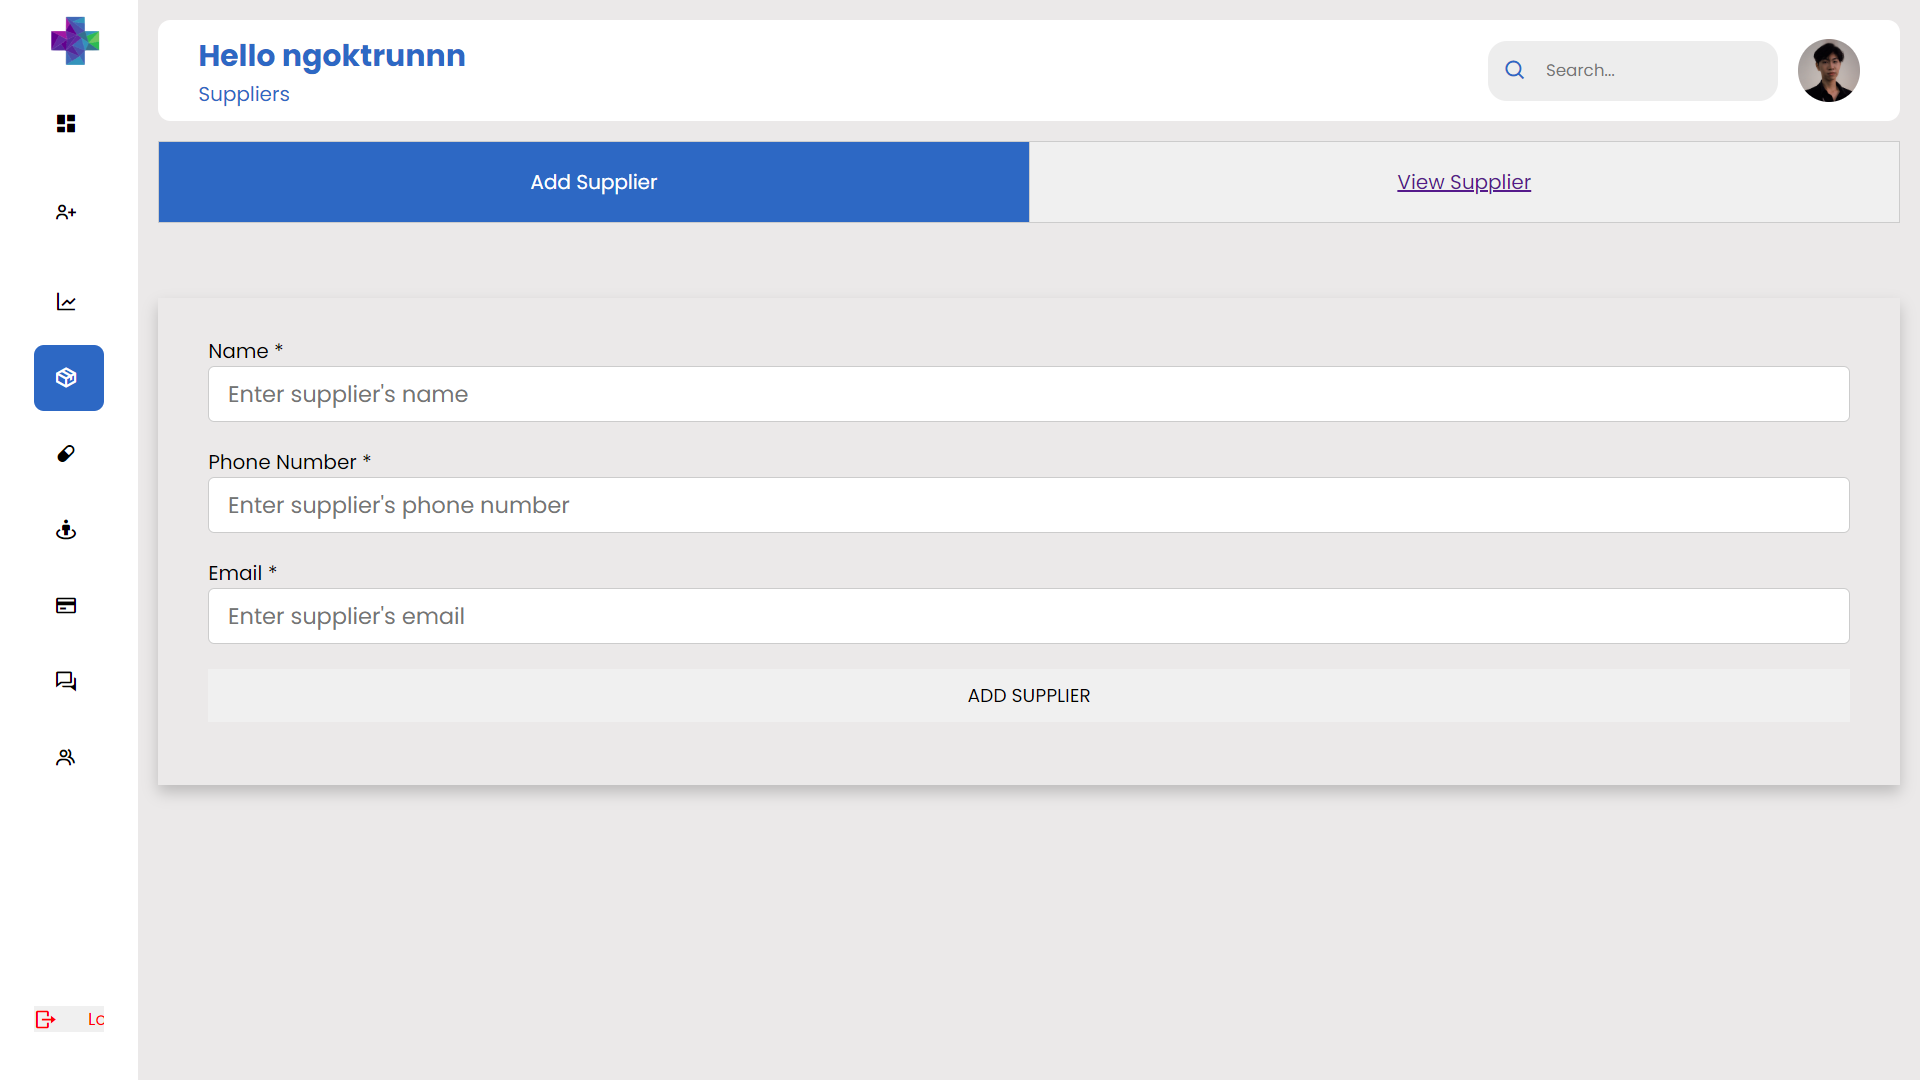 Hello ngoktrunnn
Suppliers
Search...
Add Supplier
View Supplier
Name *
Enter supplier's name
Phone Number *
Enter supplier's phone number
Email *
Enter supplier's email
ADD SUPPLIER
Lo